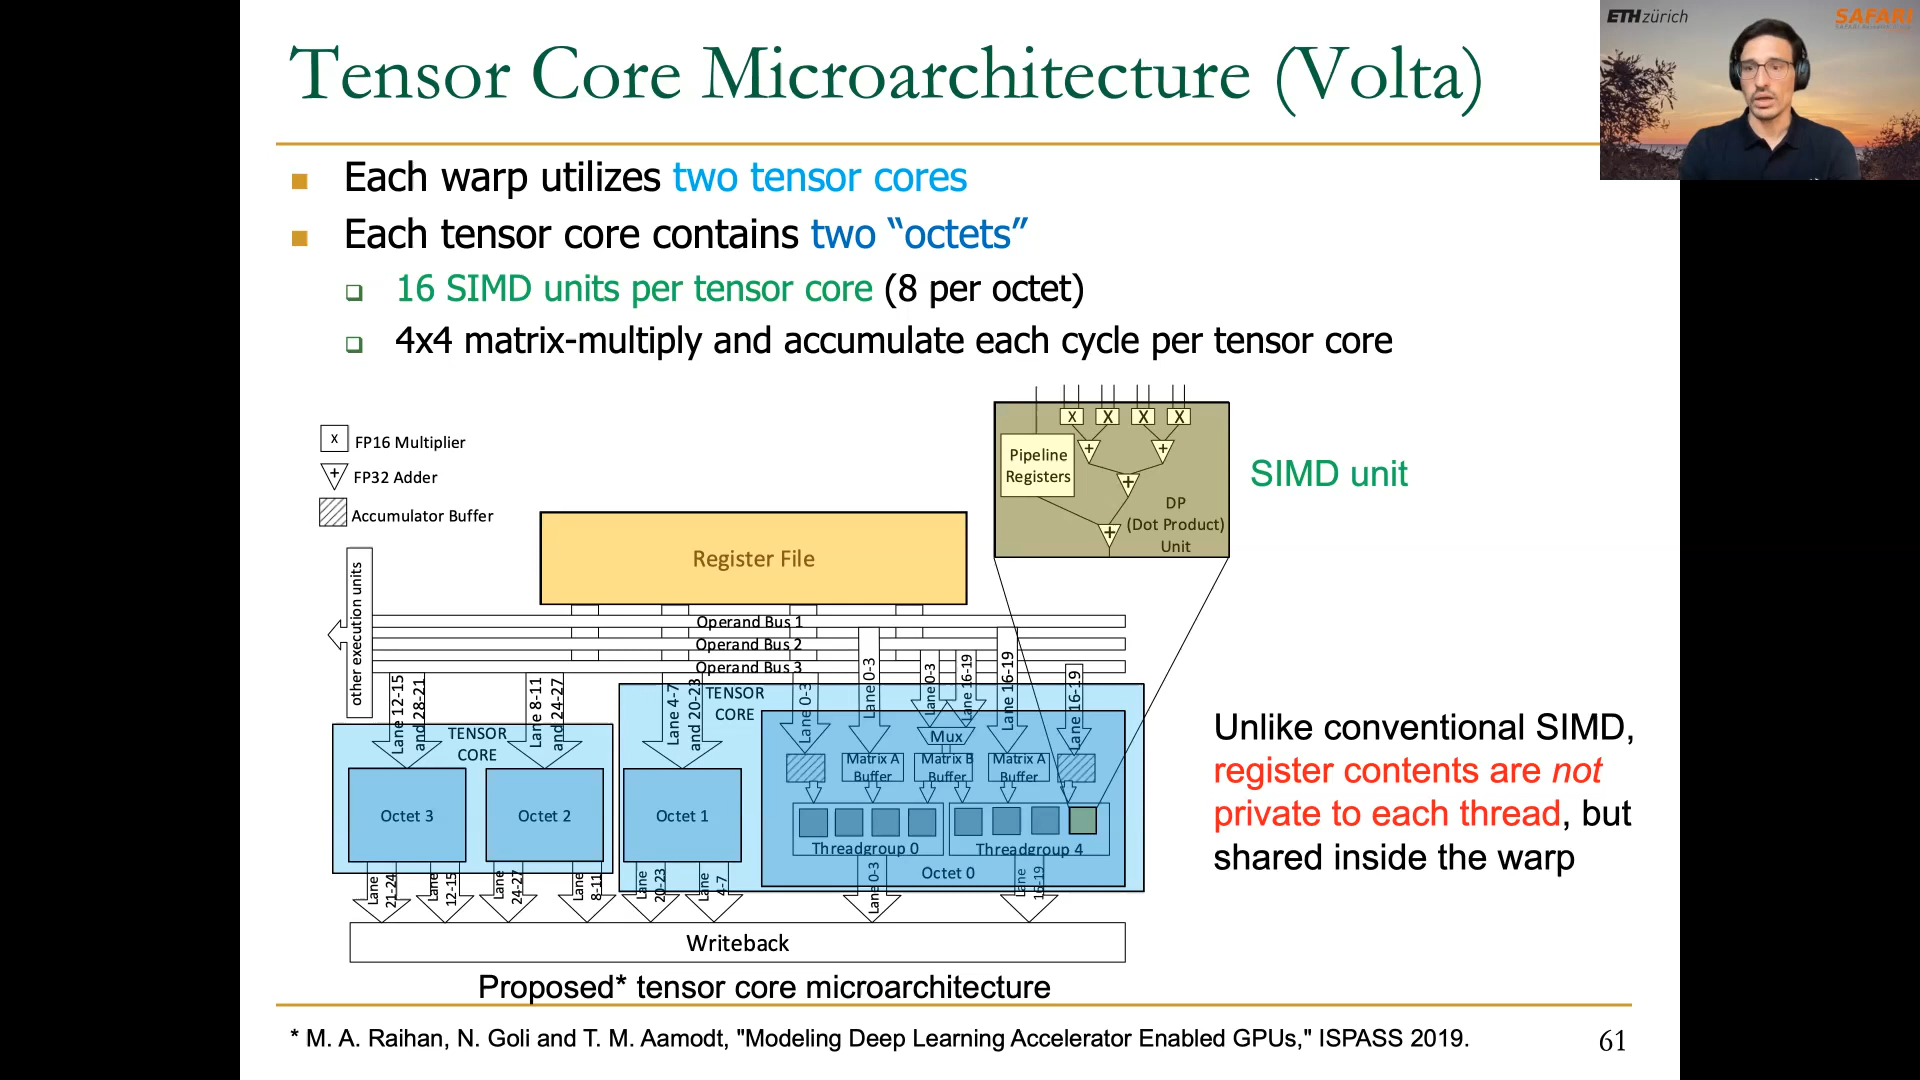 Tensor Core Microarchitecture (Volta)
ETHzürich
SAFARI
Each warp utilizes two tensor cores
Each tensor core contains two “octets”
16 SIMD units per tensor core (8 per octet)
4x4 matrix-multiply and accumulate each cycle per tensor core
x FP16 Multiplier
+ FP32 Adder
Accumulator Buffer
x X X X
+ +
Pipeline
Registers
+
DP
(Dot Product)
Unit
+
SIMD unit
Register File
other execution units
Operand Bus 1
Operand Bus 2
Operand Bus 3
Lane 12-15
and 28-21
Lane 8-11
and 24-27
Lane 4-7
and 20-23
Lane 0-3
Lane 0-3
Lane 0-3
Lane 16-19
Lane 16-19
Lane 16-19
TENSOR
CORE
TENSOR
CORE
Mux
Matrix A
Buffer
Matrix B
Buffer
Matrix A
Buffer
Octet 3
Octet 2
Octet 1
Threadgroup 0
Threadgroup 4
Octet 0
Lane
21-24
Lane
12-15
Lane
24-27
Lane
8-11
Lane
20-23
Lane
4-7
Lane 0-3
Lane
16-19
Writeback
Unlike conventional SIMD,
register contents are not
private to each thread, but
shared inside the warp
Proposed* tensor core microarchitecture
* M. A. Raihan, N. Goli and T. M. Aamodt, "Modeling Deep Learning Accelerator Enabled GPUs," ISPASS 2019.
61